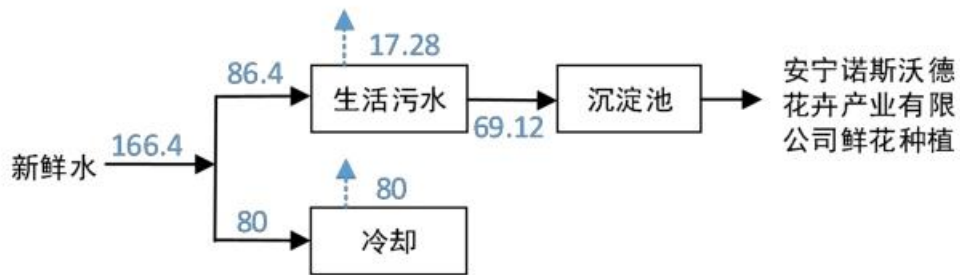 17.28
86.4
生活污水
69.12
沉淀池
安宁诺斯沃德
花卉产业有限
公司鲜花种植
新鲜水
166.4
80
80
冷却